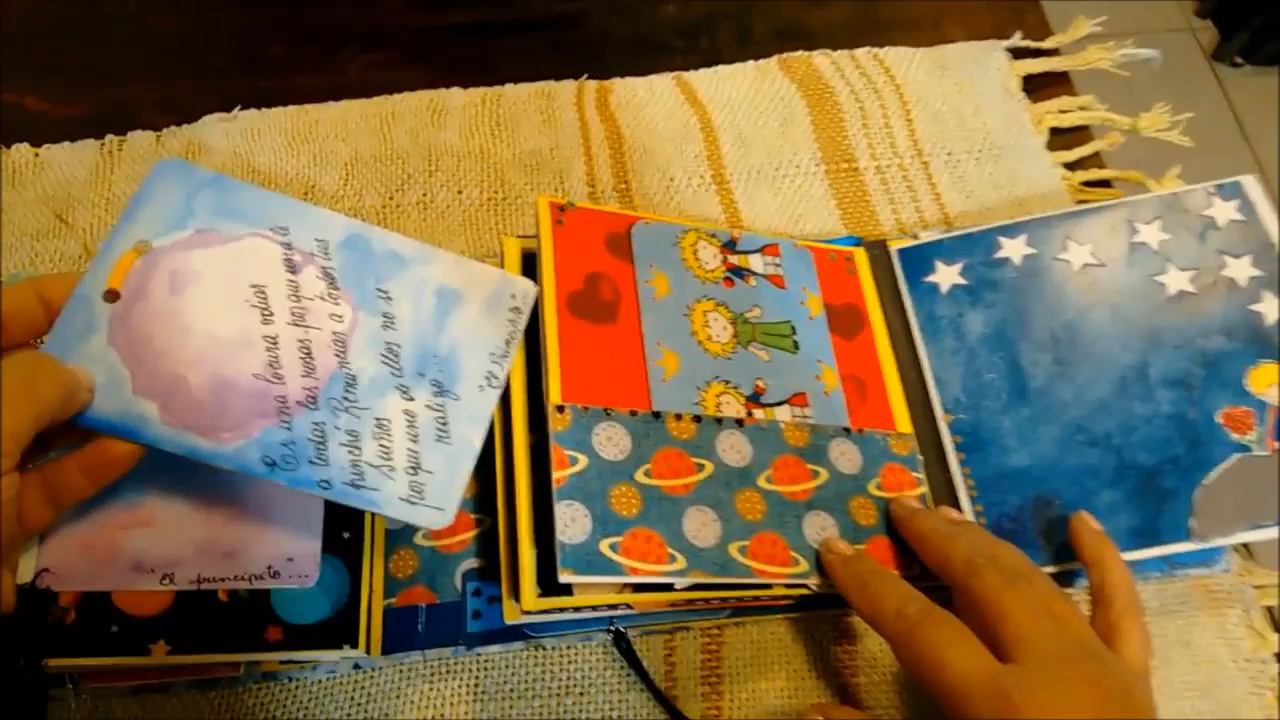 Es una locura odiar
a todas las rosas porque una te
pinchó. Renunciar a todos tus
sueños
porque uno de ellos no se
realizó".
"El Principito
"El principito"...